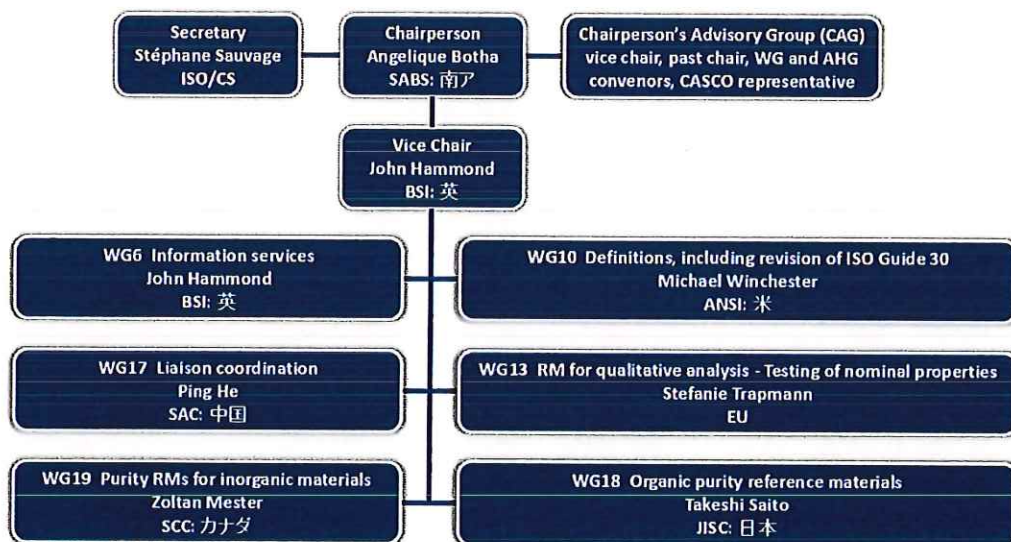 Secretary
Stéphane Sauvage
ISO/CS
Chairperson
Angelique Botha
SABS: 南ア
Chairperson's Advisory Group (CAG)
vice chair, past chair, WG and AHG
convenors, CASCO representative
Vice Chair
John Hammond
BSI: 英
WG6 Information services
John Hammond
BSI: 英
WG10 Definitions, including revision of ISO Guide 30
Michael Winchester
ANSI: 米
WG17 Liaison coordination
Ping He
SAC: 中国
WG13 RM for qualitative analysis - Testing of nominal properties
Stefanie Trapmann
EU
WG19 Purity RMs for inorganic materials
Zoltan Mester
SCC: カナダ
WG18 Organic purity reference materials
Takeshi Saito
JISC: 日本